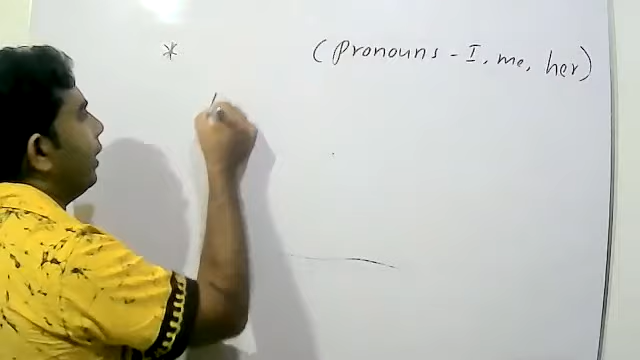 * (pronouns - I, me, her)